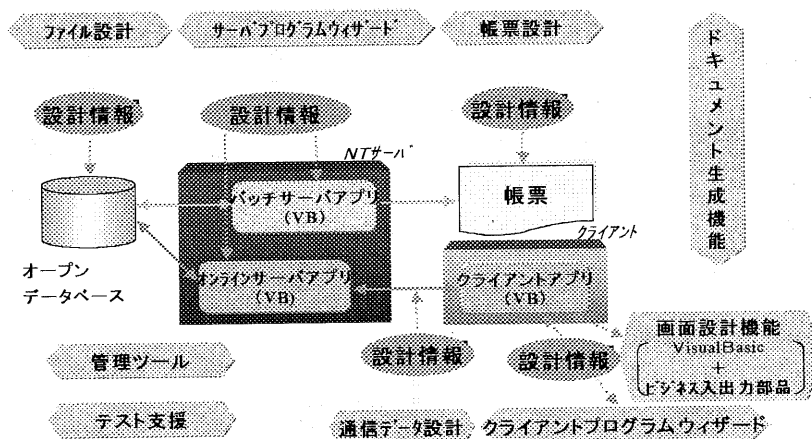 ファイル設計
サーバプログラムウィザード
帳票設計
ドキュメント生成機能
設計情報
設計情報
設計情報
NTサーバ
バッチサーバアプリ
(VB)
帳票
クライアント
オープン
データベース
オンラインサーバアプリ
(VB)
クライアントアプリ
(VB)
管理ツール
設計情報
設計情報
画面設計機能
VisualBasic
+
ビジネス入出力部品
テスト支援
通信データ設計
クライアントプログラムウィザード